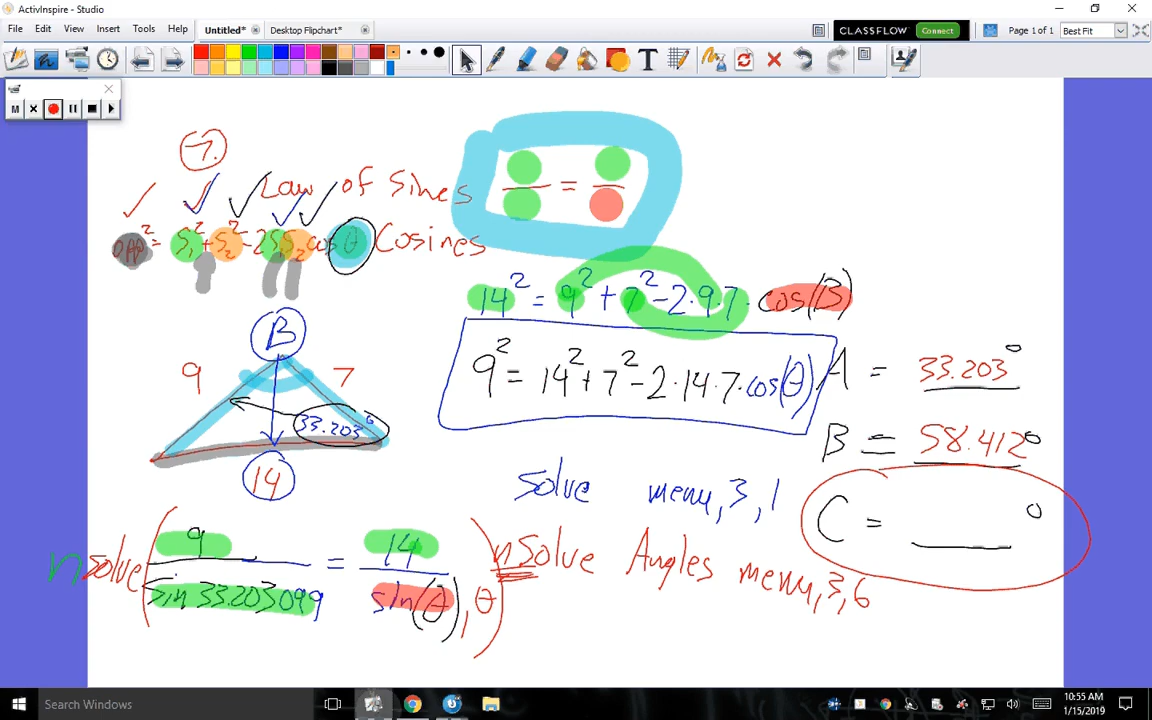 ActivInspire - Studio
File Edit View Insert Tools Help Untitled* Desktop Flipchart* CLASSFLOW Connect Page 1 of 1 Best Fit
-7.
Law of Sines
opp² = S₁² + S₂² - 2S₁S₂ cos θ Cosines
14² = 9² + 7² - 2·9·7· cos(B)
9² = 14² + 7² - 2·14·7·cos(θ)
B
9 7
33.203°
14
A = 33.203°
B = 58.412°
C = ____ °
solve menu, 3, 1
nsolve( 9 / sin 33.203099 = 14 / sin(θ) , θ)
nSolve Angles menu, 3, 6
Search Windows
10:55 AM
1/15/2019